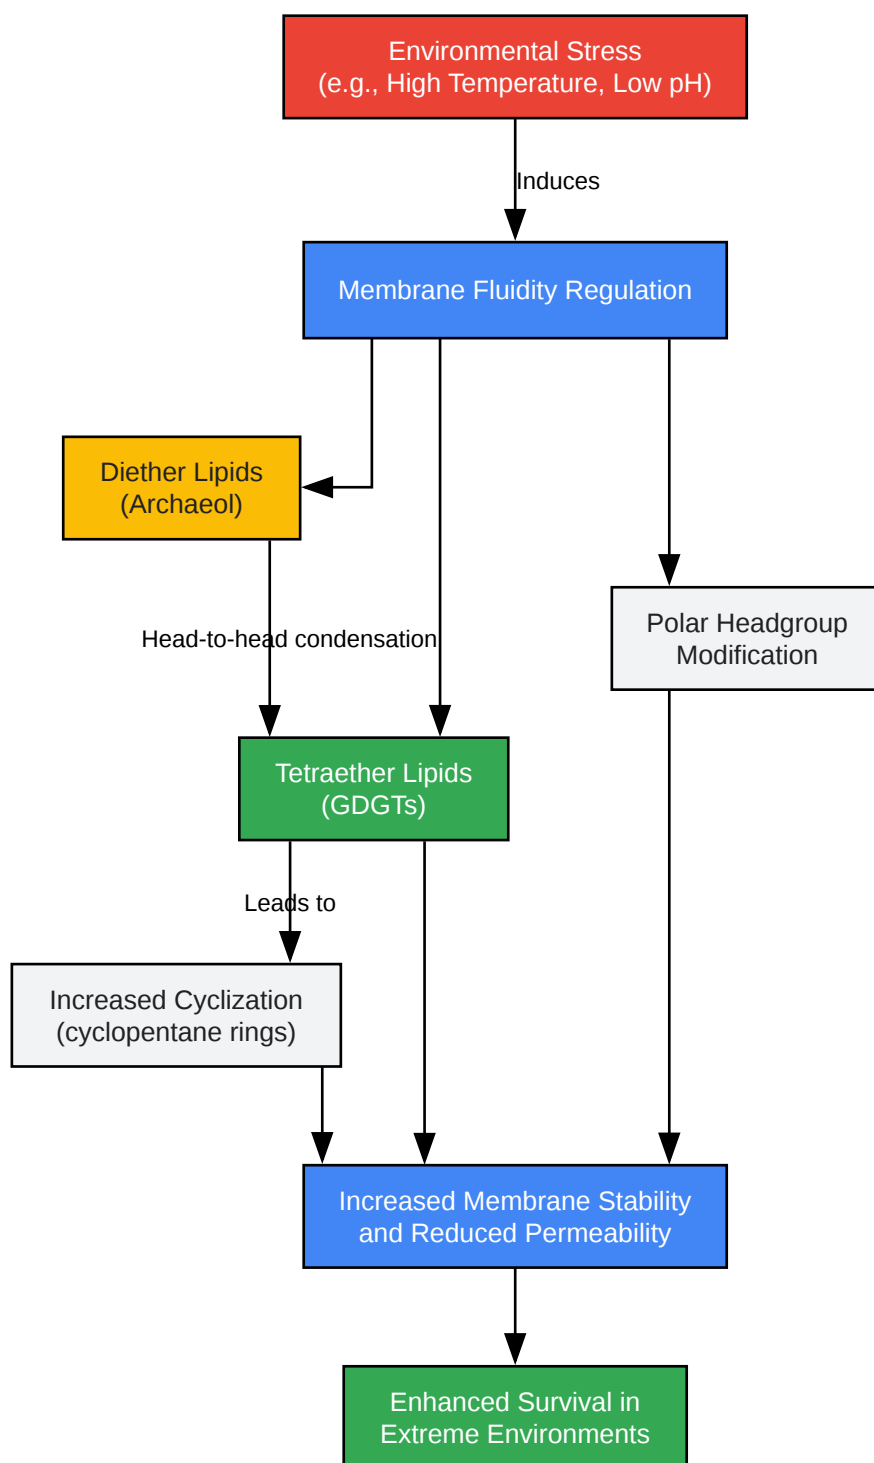 Environmental Stress
(e.g., High Temperature, Low pH)
Induces
Membrane Fluidity Regulation
Diether Lipids
(Archaeol)
Head-to-head condensation
Polar Headgroup
Modification
Tetraether Lipids
(GDGTs)
Leads to
Increased Cyclization
(cyclopentane rings)
Increased Membrane Stability
and Reduced Permeability
Enhanced Survival in
Extreme Environments